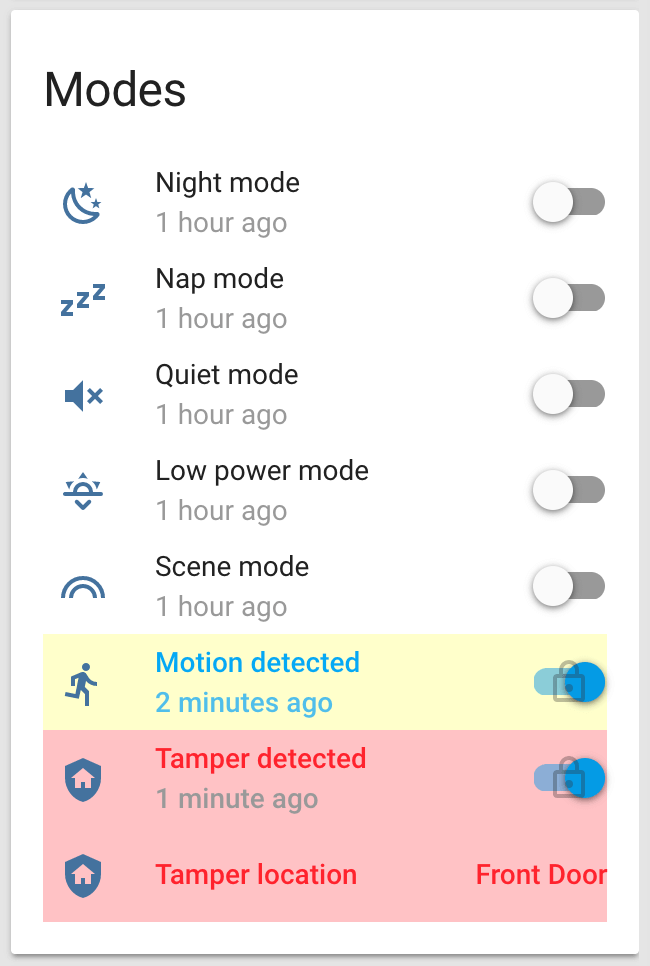 Modes
Night mode
1 hour ago
Nap mode
1 hour ago
Quiet mode
1 hour ago
Low power mode
1 hour ago
Scene mode
1 hour ago
Motion detected
2 minutes ago
Tamper detected
1 minute ago
Tamper location Front Door